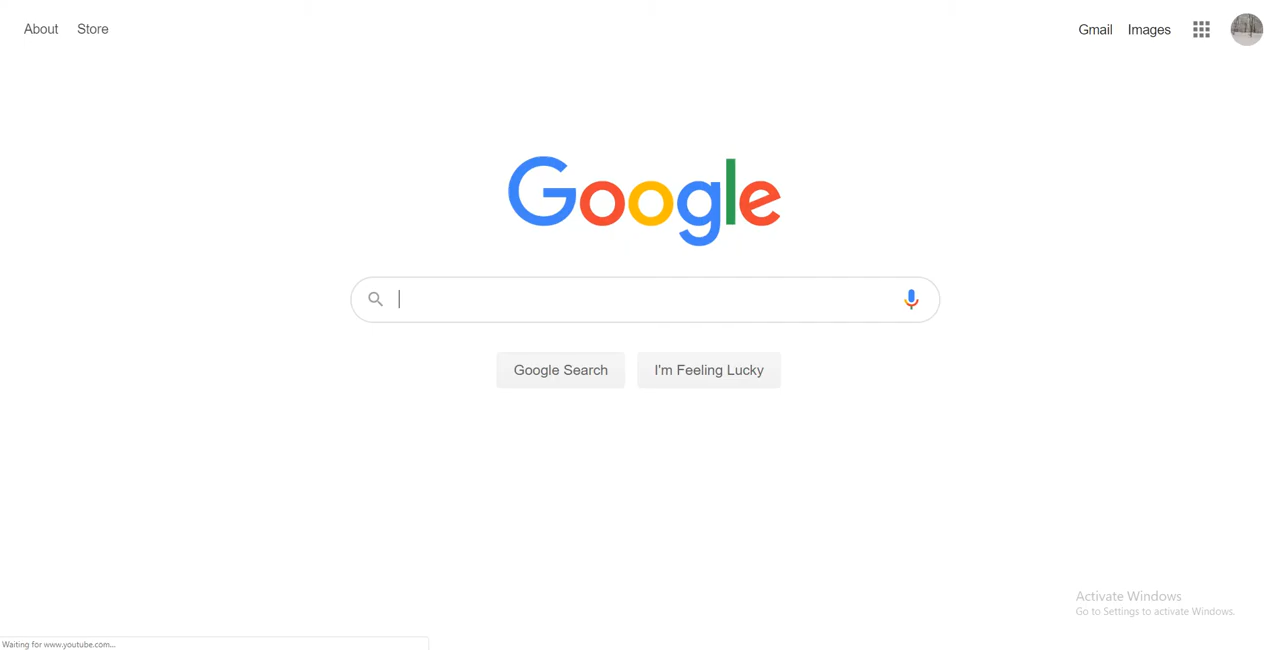 About Store
Gmail Images
Google
Google Search I'm Feeling Lucky
Activate Windows
Go to Settings to activate Windows.
Waiting for www.youtube.com...